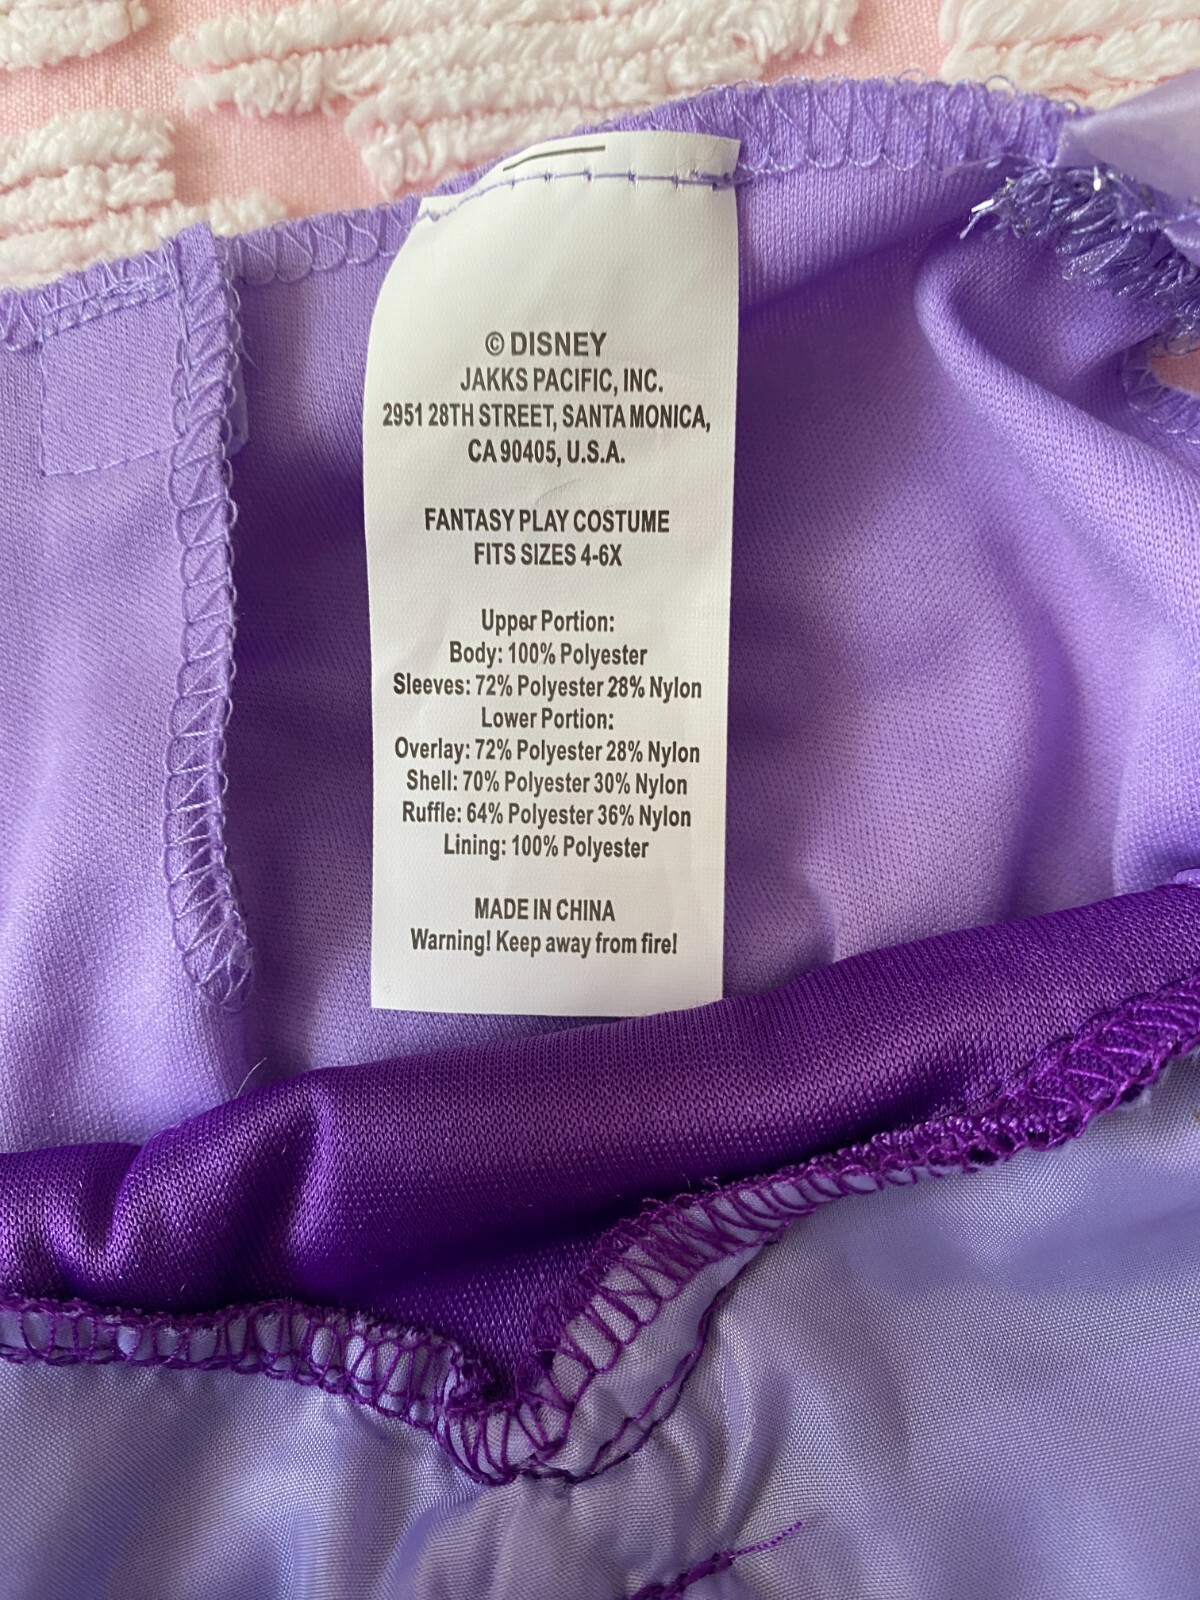 © DISNEY
JAKKS PACIFIC, INC.
2951 28TH STREET, SANTA MONICA,
CA 90405, U.S.A.
FANTASY PLAY COSTUME
FITS SIZES 4-6X
Upper Portion:
Body: 100% Polyester
Sleeves: 72% Polyester 28% Nylon
Lower Portion:
Overlay: 72% Polyester 28% Nylon
Shell: 70% Polyester 30% Nylon
Ruffle: 64% Polyester 36% Nylon
Lining: 100% Polyester
MADE IN CHINA
Warning! Keep away from fire!